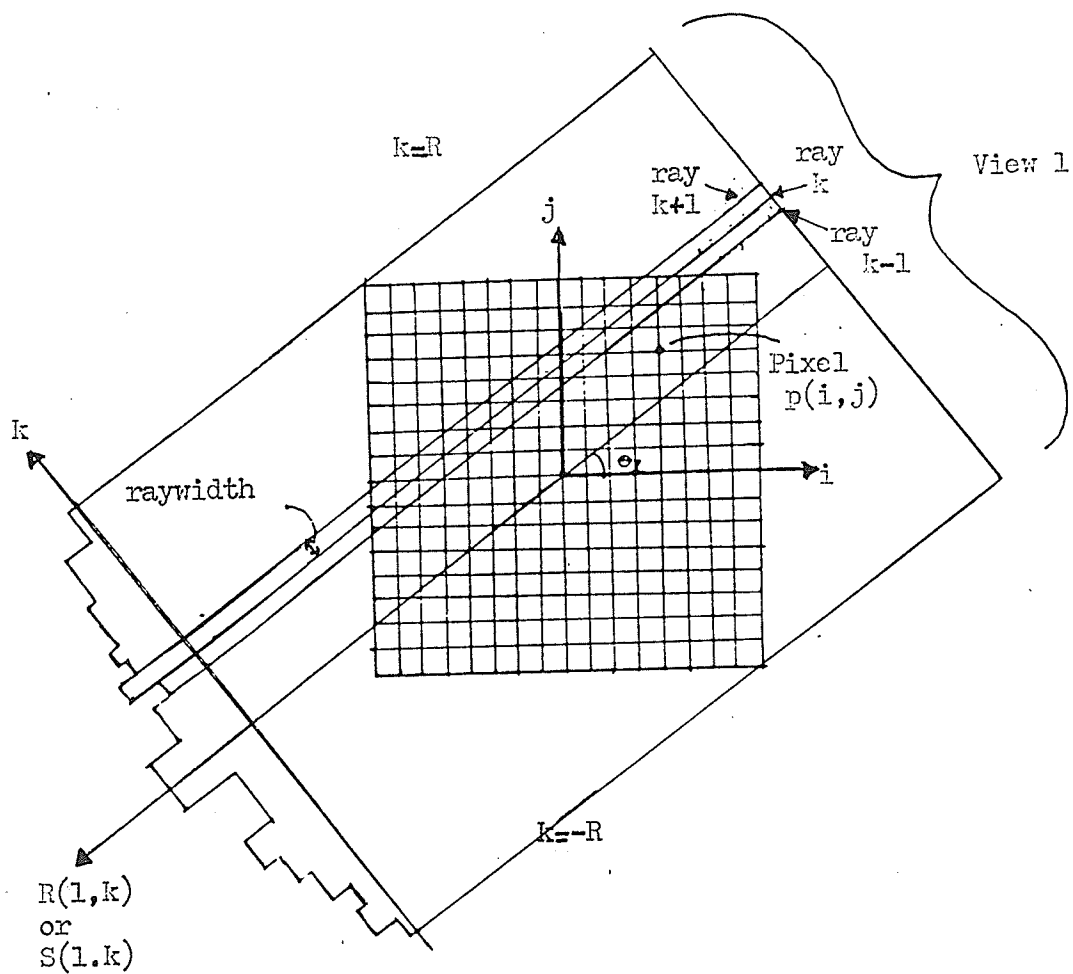 k=R
ray
k
View 1
ray
k+1
j
ray
k-1
Pixel
p(i,j)
k
θ
i
raywidth
k=-R
R(1,k)
or
S(1.k)